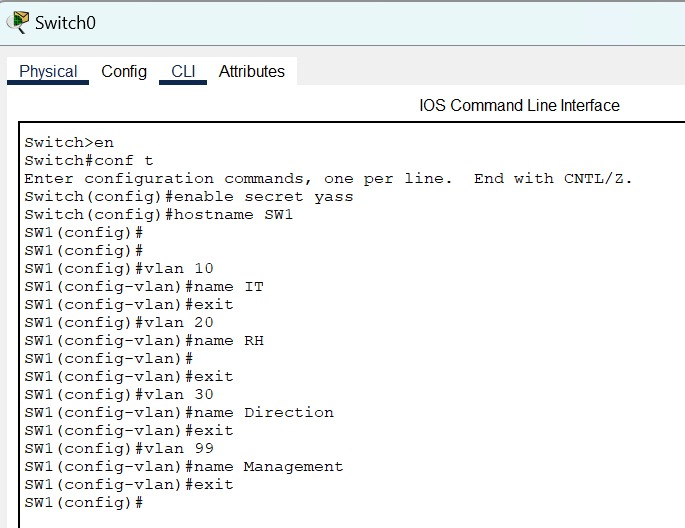 Switch0
Physical Config CLI Attributes
IOS Command Line Interface
Switch>en
Switch#conf t
Enter configuration commands, one per line.  End with CNTL/Z.
Switch(config)#enable secret yass
Switch(config)#hostname SW1
SW1(config)#
SW1(config)#
SW1(config)#vlan 10
SW1(config-vlan)#name IT
SW1(config-vlan)#exit
SW1(config)#vlan 20
SW1(config-vlan)#name RH
SW1(config-vlan)#
SW1(config-vlan)#exit
SW1(config)#vlan 30
SW1(config-vlan)#name Direction
SW1(config-vlan)#exit
SW1(config)#vlan 99
SW1(config-vlan)#name Management
SW1(config-vlan)#exit
SW1(config)#